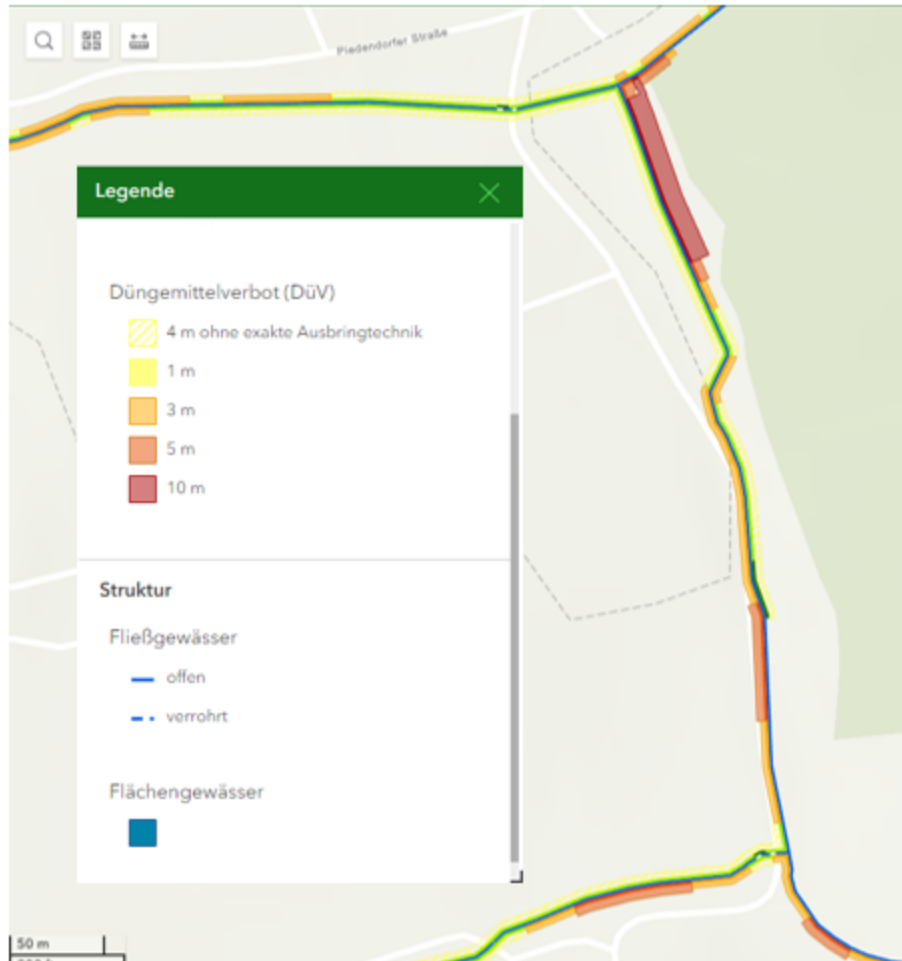 Piedendorfer Straße
Legende
Düngemittelverbot (DüV)
4 m ohne exakte Ausbringtechnik
1 m
3 m
5 m
10 m
Struktur
Fließgewässer
offen
verrohrt
Flächengewässer
50 m